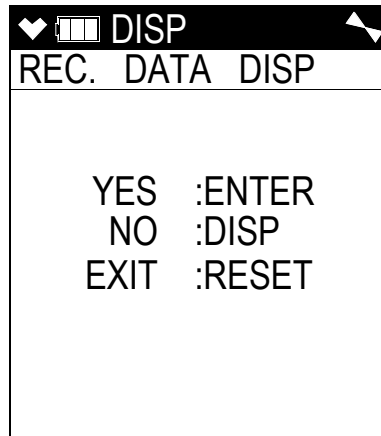 DISP
REC. DATA DISP
YES :ENTER
NO :DISP
EXIT :RESET